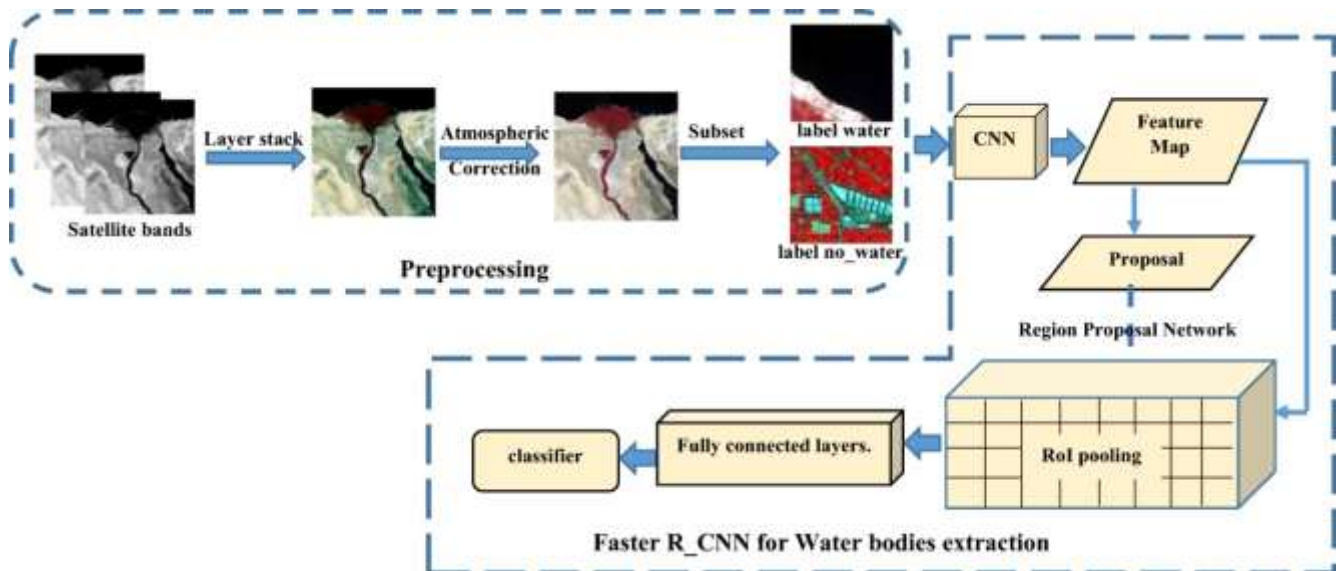 Satellite bands
Layer stack
Atmospheric
Correction
Subset
label water
label no_water
Preprocessing
CNN
Feature
Map
Proposal
Region Proposal Network
RoI pooling
Fully connected layers.
classifier
Faster R_CNN for Water bodies extraction